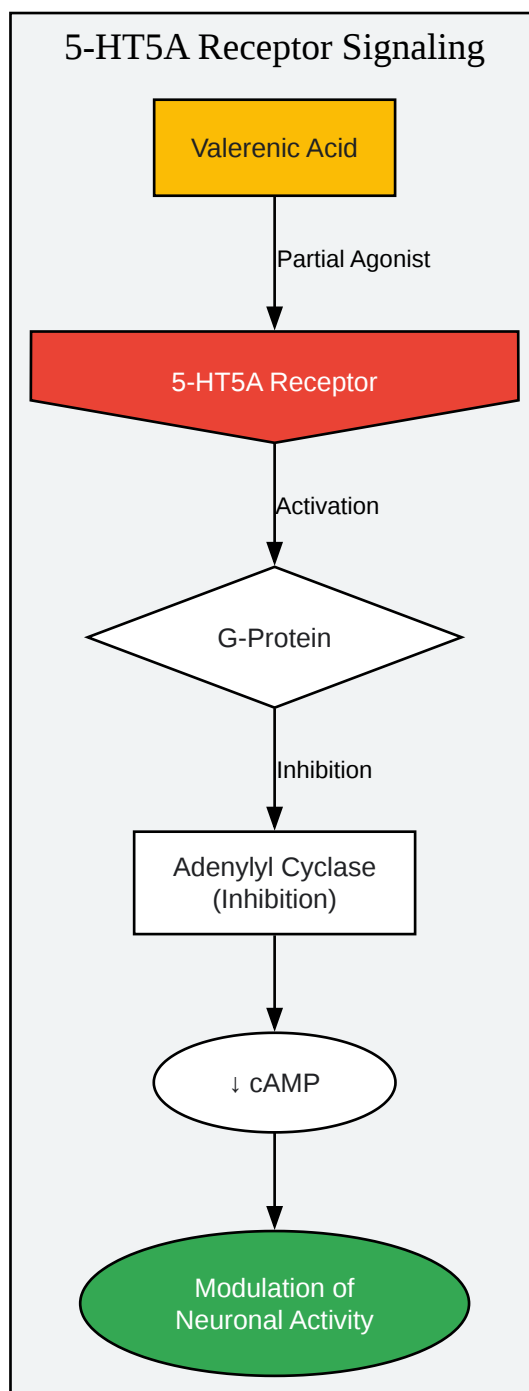 5-HT5A Receptor Signaling
Valerenic Acid
Partial Agonist
5-HT5A Receptor
Activation
G-Protein
Inhibition
Adenylyl Cyclase
(Inhibition)
↓ cAMP
Modulation of
Neuronal Activity